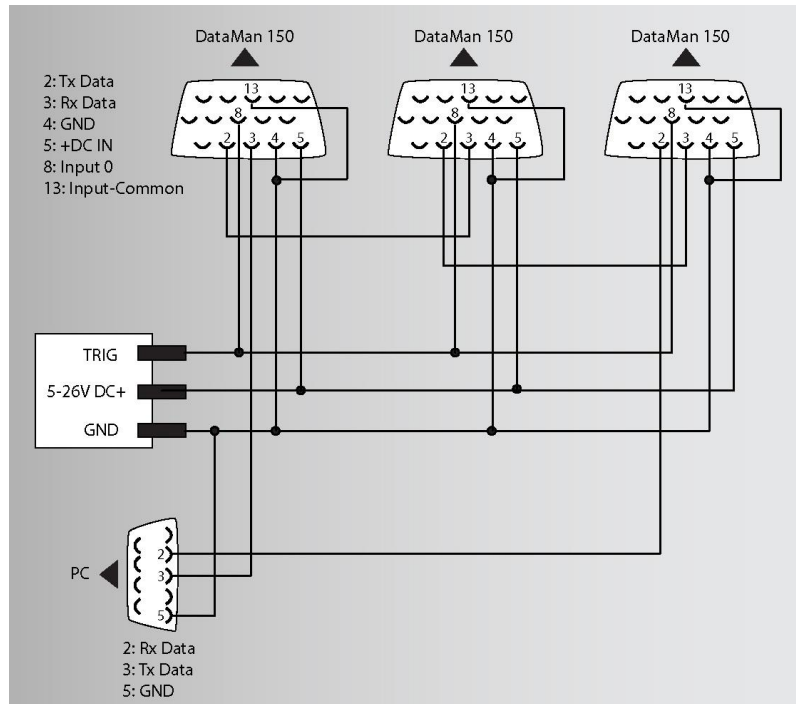 DataMan 150
DataMan 150
DataMan 150
2: Tx Data
3: Rx Data
4: GND
5: +DC IN
8: Input 0
13: Input-Common
13
8
2 3 4 5
13
8
2 3 4 5
13
8
2 3 4 5
TRIG
5-26V DC+
GND
PC
2
3
5
2: Rx Data
3: Tx Data
5: GND